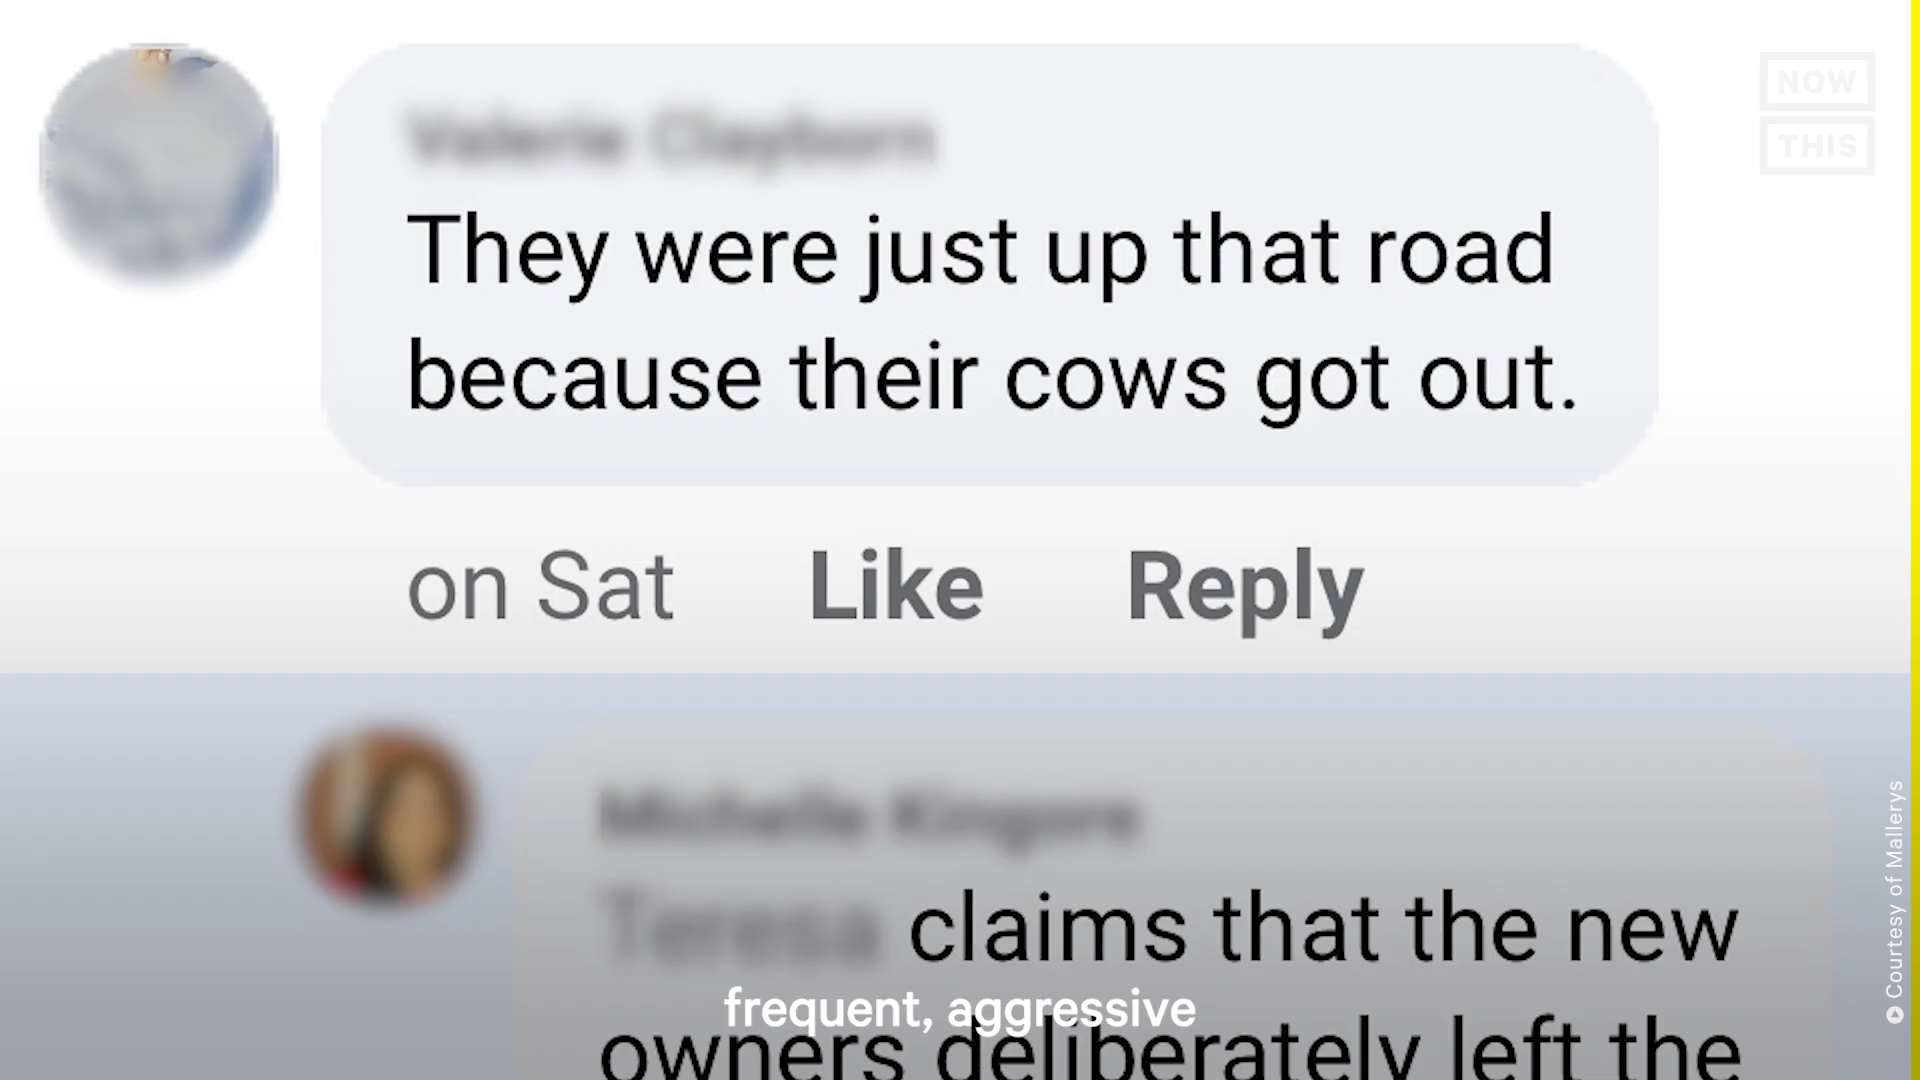 NOW
THIS
They were just up that road
because their cows got out.
on Sat Like Reply
claims that the new
frequent, aggressive
owners deliberately left the
Courtesy of Mallerys